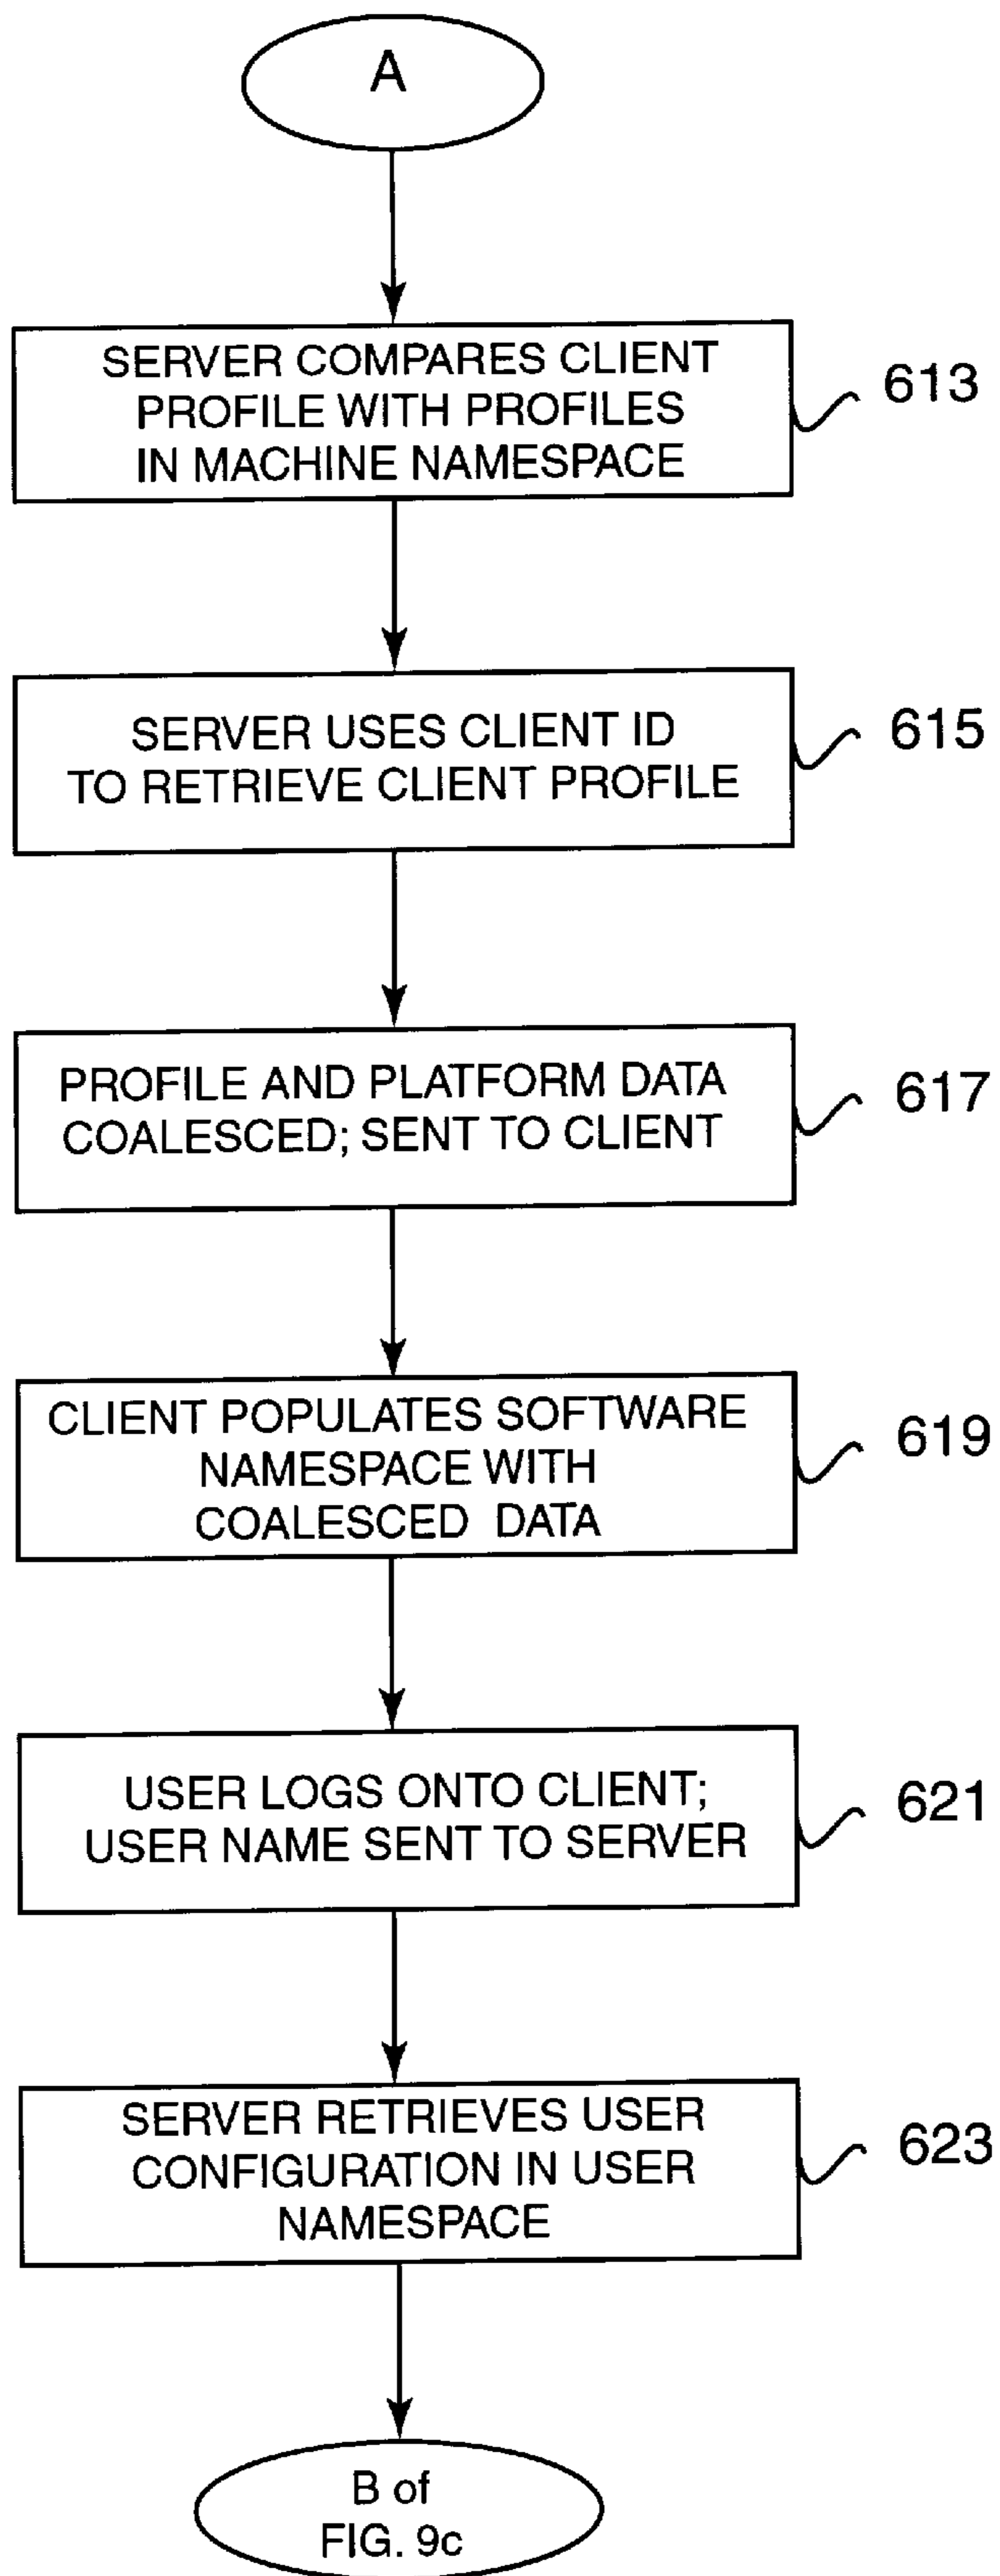 A
SERVER COMPARES CLIENT
PROFILE WITH PROFILES
IN MACHINE NAMESPACE
613
SERVER USES CLIENT ID
TO RETRIEVE CLIENT PROFILE
615
PROFILE AND PLATFORM DATA
COALESCED; SENT TO CLIENT
617
CLIENT POPULATES SOFTWARE
NAMESPACE WITH
COALESCED DATA
619
USER LOGS ONTO CLIENT;
USER NAME SENT TO SERVER
621
SERVER RETRIEVES USER
CONFIGURATION IN USER
NAMESPACE
623
B of
FIG. 9c